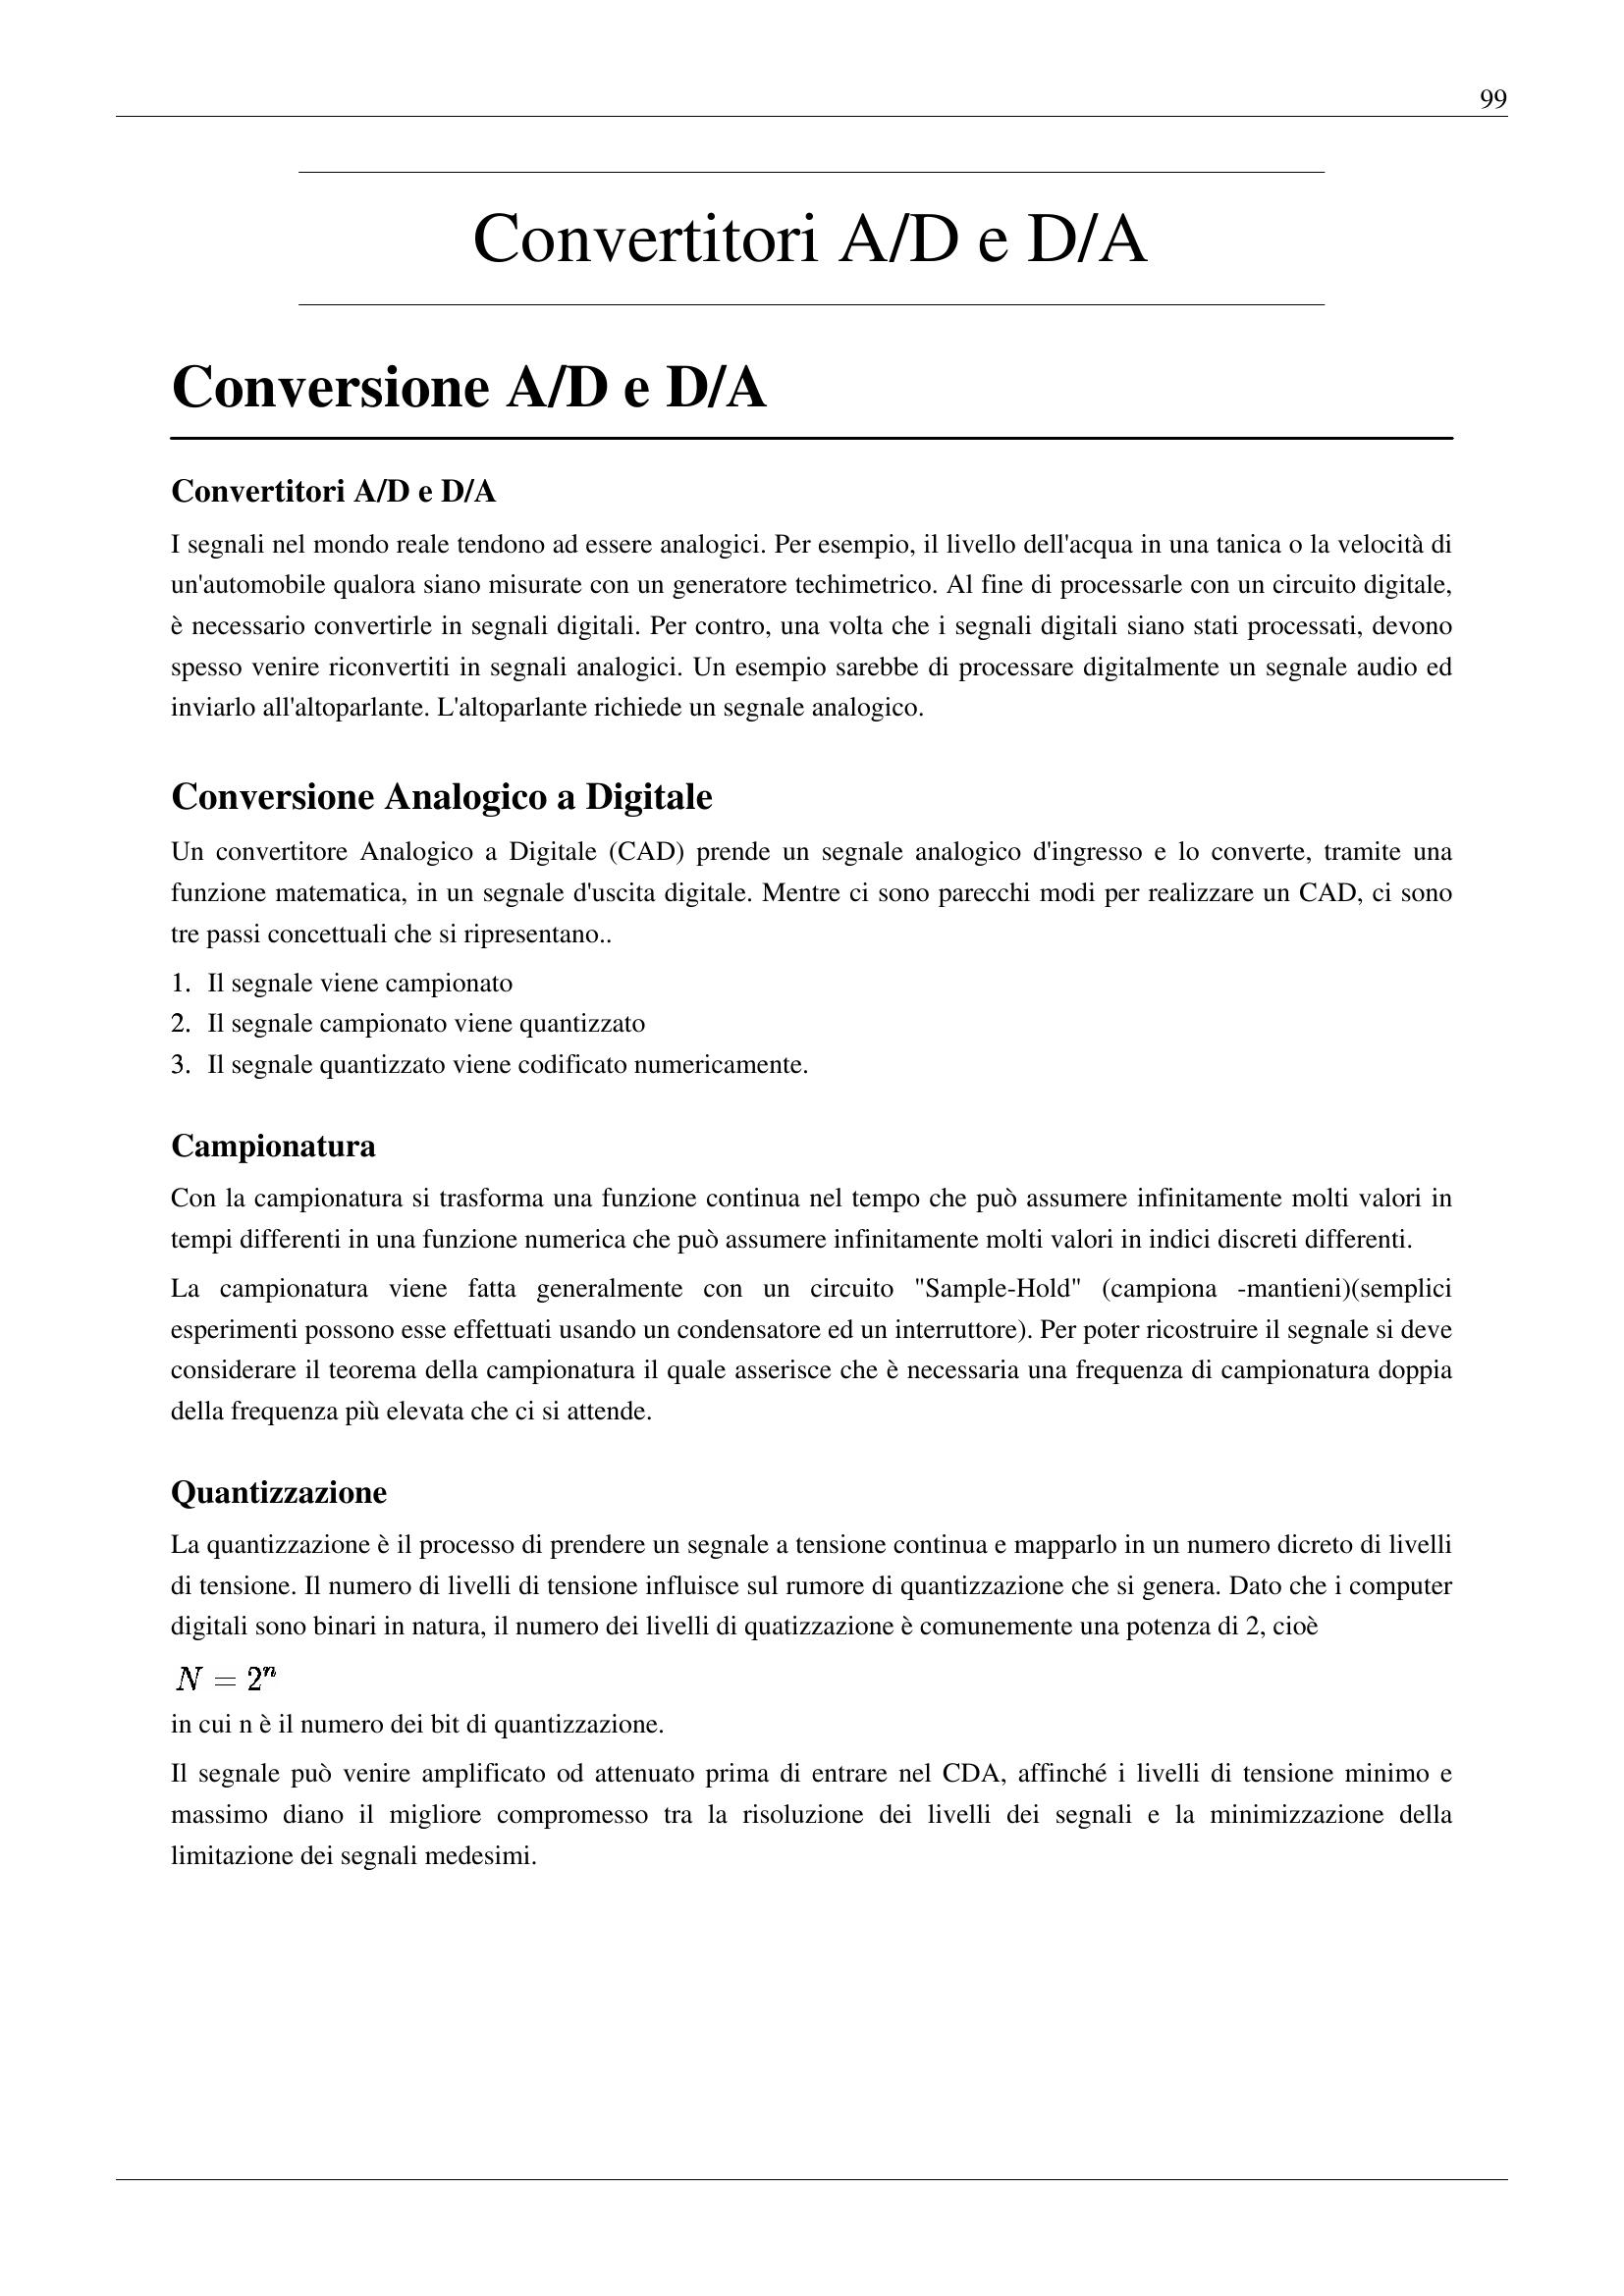 99
Convertitori A/D e D/A
Conversione A/D e D/A
Convertitori A/D e D/A
I segnali nel mondo reale tendono ad essere analogici. Per esempio, il livello dell'acqua in una tanica o la velocità di
un'automobile qualora siano misurate con un generatore techimetrico. Al fine di processarle con un circuito digitale,
è necessario convertirle in segnali digitali. Per contro, una volta che i segnali digitali siano stati processati, devono
spesso venire riconvertiti in segnali analogici. Un esempio sarebbe di processare digitalmente un segnale audio ed
inviarlo all'altoparlante. L'altoparlante richiede un segnale analogico.
Conversione Analogico a Digitale
Un convertitore Analogico a Digitale (CAD) prende un segnale analogico d'ingresso e lo converte, tramite una
funzione matematica, in un segnale d'uscita digitale. Mentre ci sono parecchi modi per realizzare un CAD, ci sono
tre passi concettuali che si ripresentano..
1. Il segnale viene campionato
2. Il segnale campionato viene quantizzato
3. Il segnale quantizzato viene codificato numericamente.
Campionatura
Con la campionatura si trasforma una funzione continua nel tempo che può assumere infinitamente molti valori in
tempi differenti in una funzione numerica che può assumere infinitamente molti valori in indici discreti differenti.
La campionatura viene fatta generalmente con un circuito "Sample-Hold" (campiona -mantieni)(semplici
esperimenti possono esse effettuati usando un condensatore ed un interruttore). Per poter ricostruire il segnale si deve
considerare il teorema della campionatura il quale asserisce che è necessaria una frequenza di campionatura doppia
della frequenza più elevata che ci si attende.
Quantizzazione
La quantizzazione è il processo di prendere un segnale a tensione continua e mapparlo in un numero dicreto di livelli
di tensione. Il numero di livelli di tensione influisce sul rumore di quantizzazione che si genera. Dato che i computer
digitali sono binari in natura, il numero dei livelli di quatizzazione è comunemente una potenza di 2, cioè
N = 2ⁿ
in cui n è il numero dei bit di quantizzazione.
Il segnale può venire amplificato od attenuato prima di entrare nel CDA, affinché i livelli di tensione minimo e
massimo diano il migliore compromesso tra la risoluzione dei livelli dei segnali e la minimizzazione della
limitazione dei segnali medesimi.